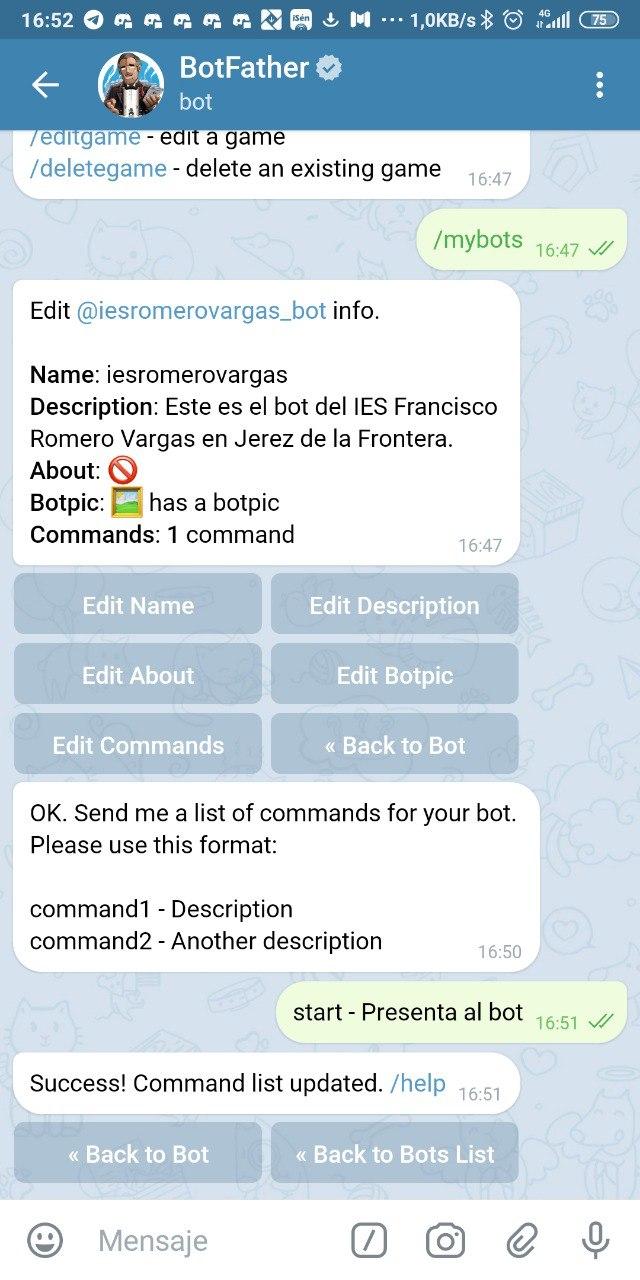 16:52 iSén 1,0KB/s 4G 75
BotFather
bot
/editgame - edit a game
/deletegame - delete an existing game 16:47
/mybots 16:47
Edit @iesromerovargas_bot info.
Name: iesromerovargas
Description: Este es el bot del IES Francisco
Romero Vargas en Jerez de la Frontera.
About: 🚫
Botpic: 🖼 has a botpic
Commands: 1 command 16:47
Edit Name Edit Description
Edit About Edit Botpic
Edit Commands « Back to Bot
OK. Send me a list of commands for your bot.
Please use this format:
command1 - Description
command2 - Another description 16:50
start - Presenta al bot 16:51
Success! Command list updated. /help 16:51
« Back to Bot « Back to Bots List
Mensaje